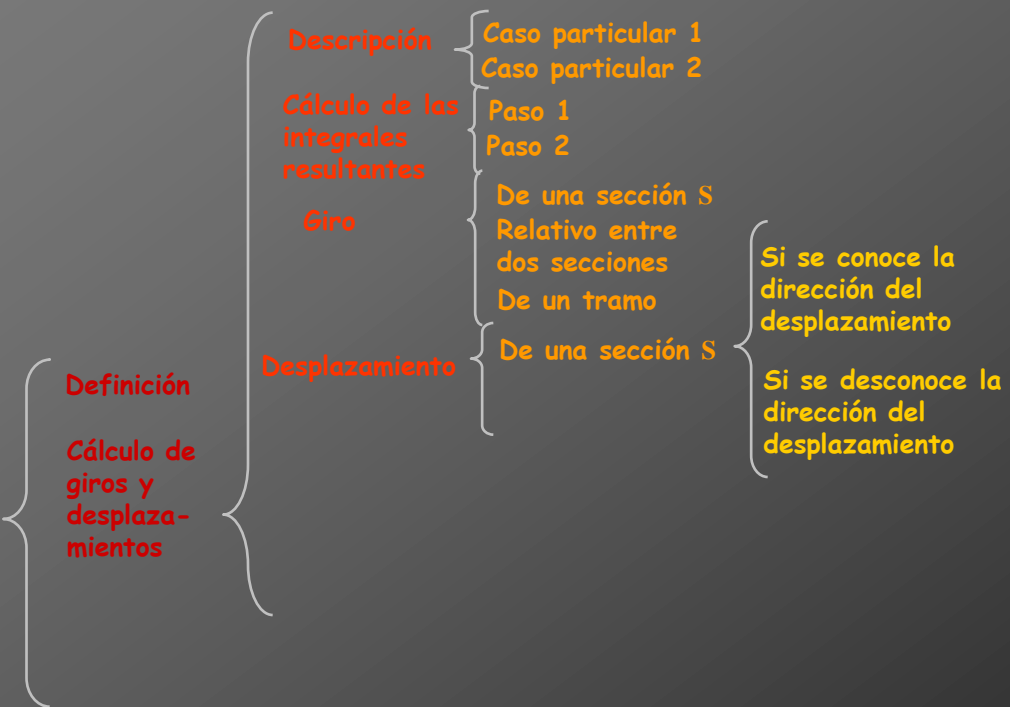 Definición
Cálculo de
giros y
desplaza-
mientos
Descripción
Caso particular 1
Caso particular 2
Cálculo de las
integrales
resultantes
Paso 1
Paso 2
Giro
De una sección S
Relativo entre
dos secciones
De un tramo
Desplazamiento
De una sección S
Si se conoce la
dirección del
desplazamiento
Si se desconoce la
dirección del
desplazamiento